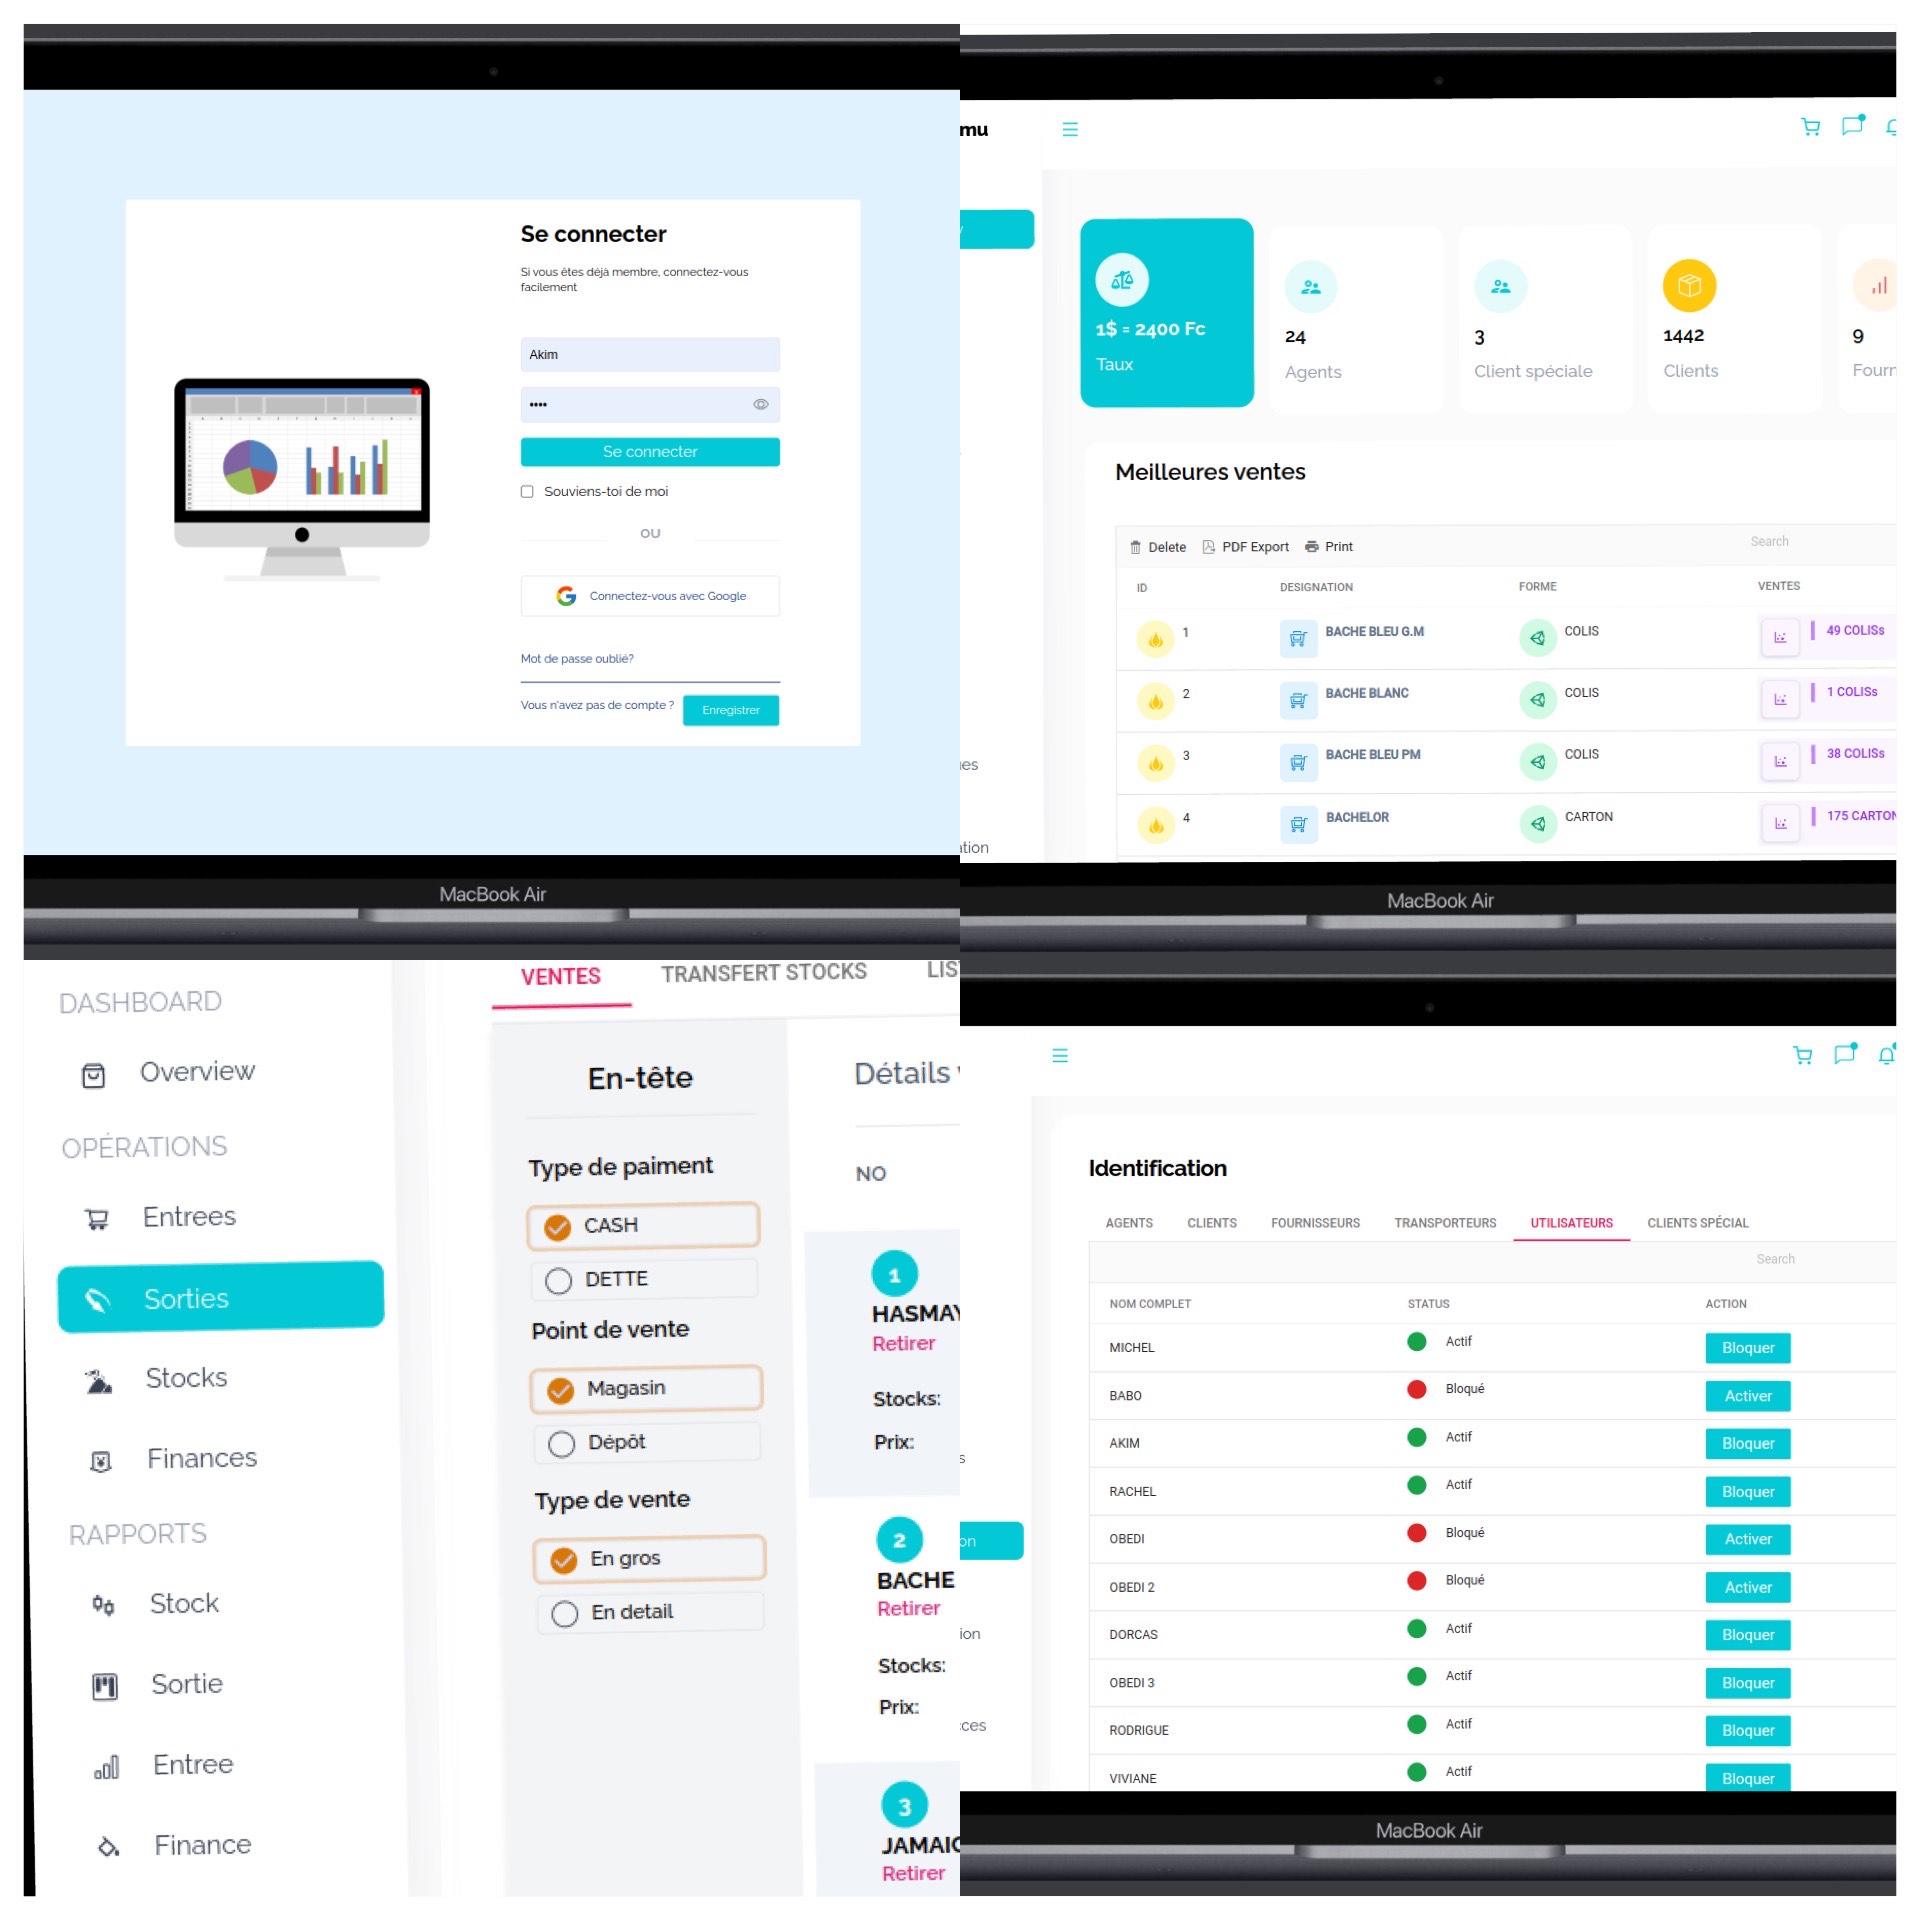 Se connecter
Si vous êtes déjà membre, connectez-vous
facilement
Akim
••••
Se connecter
Souviens-toi de moi
OU
Connectez-vous avec Google
Mot de passe oublié?
Vous n'avez pas de compte ?
Enregistrer
MacBook Air
mu
1$ = 2400 Fc
Taux
24
Agents
3
Client spéciale
1442
Clients
9
Fourn
Meilleures ventes
Delete PDF Export Print Search
ID DESIGNATION FORME VENTES
1 BACHE BLEU G.M COLIS 49 COLISs
2 BACHE BLANC COLIS 1 COLISs
3 BACHE BLEU PM COLIS 38 COLISs
4 BACHELOR CARTON 175 CARTON
ues
ation
MacBook Air
DASHBOARD
Overview
OPÉRATIONS
Entrees
Sorties
Stocks
Finances
RAPPORTS
Stock
Sortie
Entree
Finance
VENTES TRANSFERT STOCKS LIS
En-tête
Type de paiment
CASH
DETTE
Point de vente
Magasin
Dépôt
Type de vente
En gros
En detail
Détails
NO
1
HASMAY
Retirer
Stocks:
Prix:
2
BACHE
Retirer
Stocks:
Prix:
3
JAMAIC
Retirer
Identification
AGENTS CLIENTS FOURNISSEURS TRANSPORTEURS UTILISATEURS CLIENTS SPÉCIAL
Search
NOM COMPLET STATUS ACTION
MICHEL Actif Bloquer
BABO Bloqué Activer
AKIM Actif Bloquer
RACHEL Actif Bloquer
OBEDI Bloqué Activer
OBEDI 2 Bloqué Activer
DORCAS Actif Bloquer
OBEDI 3 Actif Bloquer
RODRIGUE Actif Bloquer
VIVIANE Actif Bloquer
s
on
ion
cces
MacBook Air